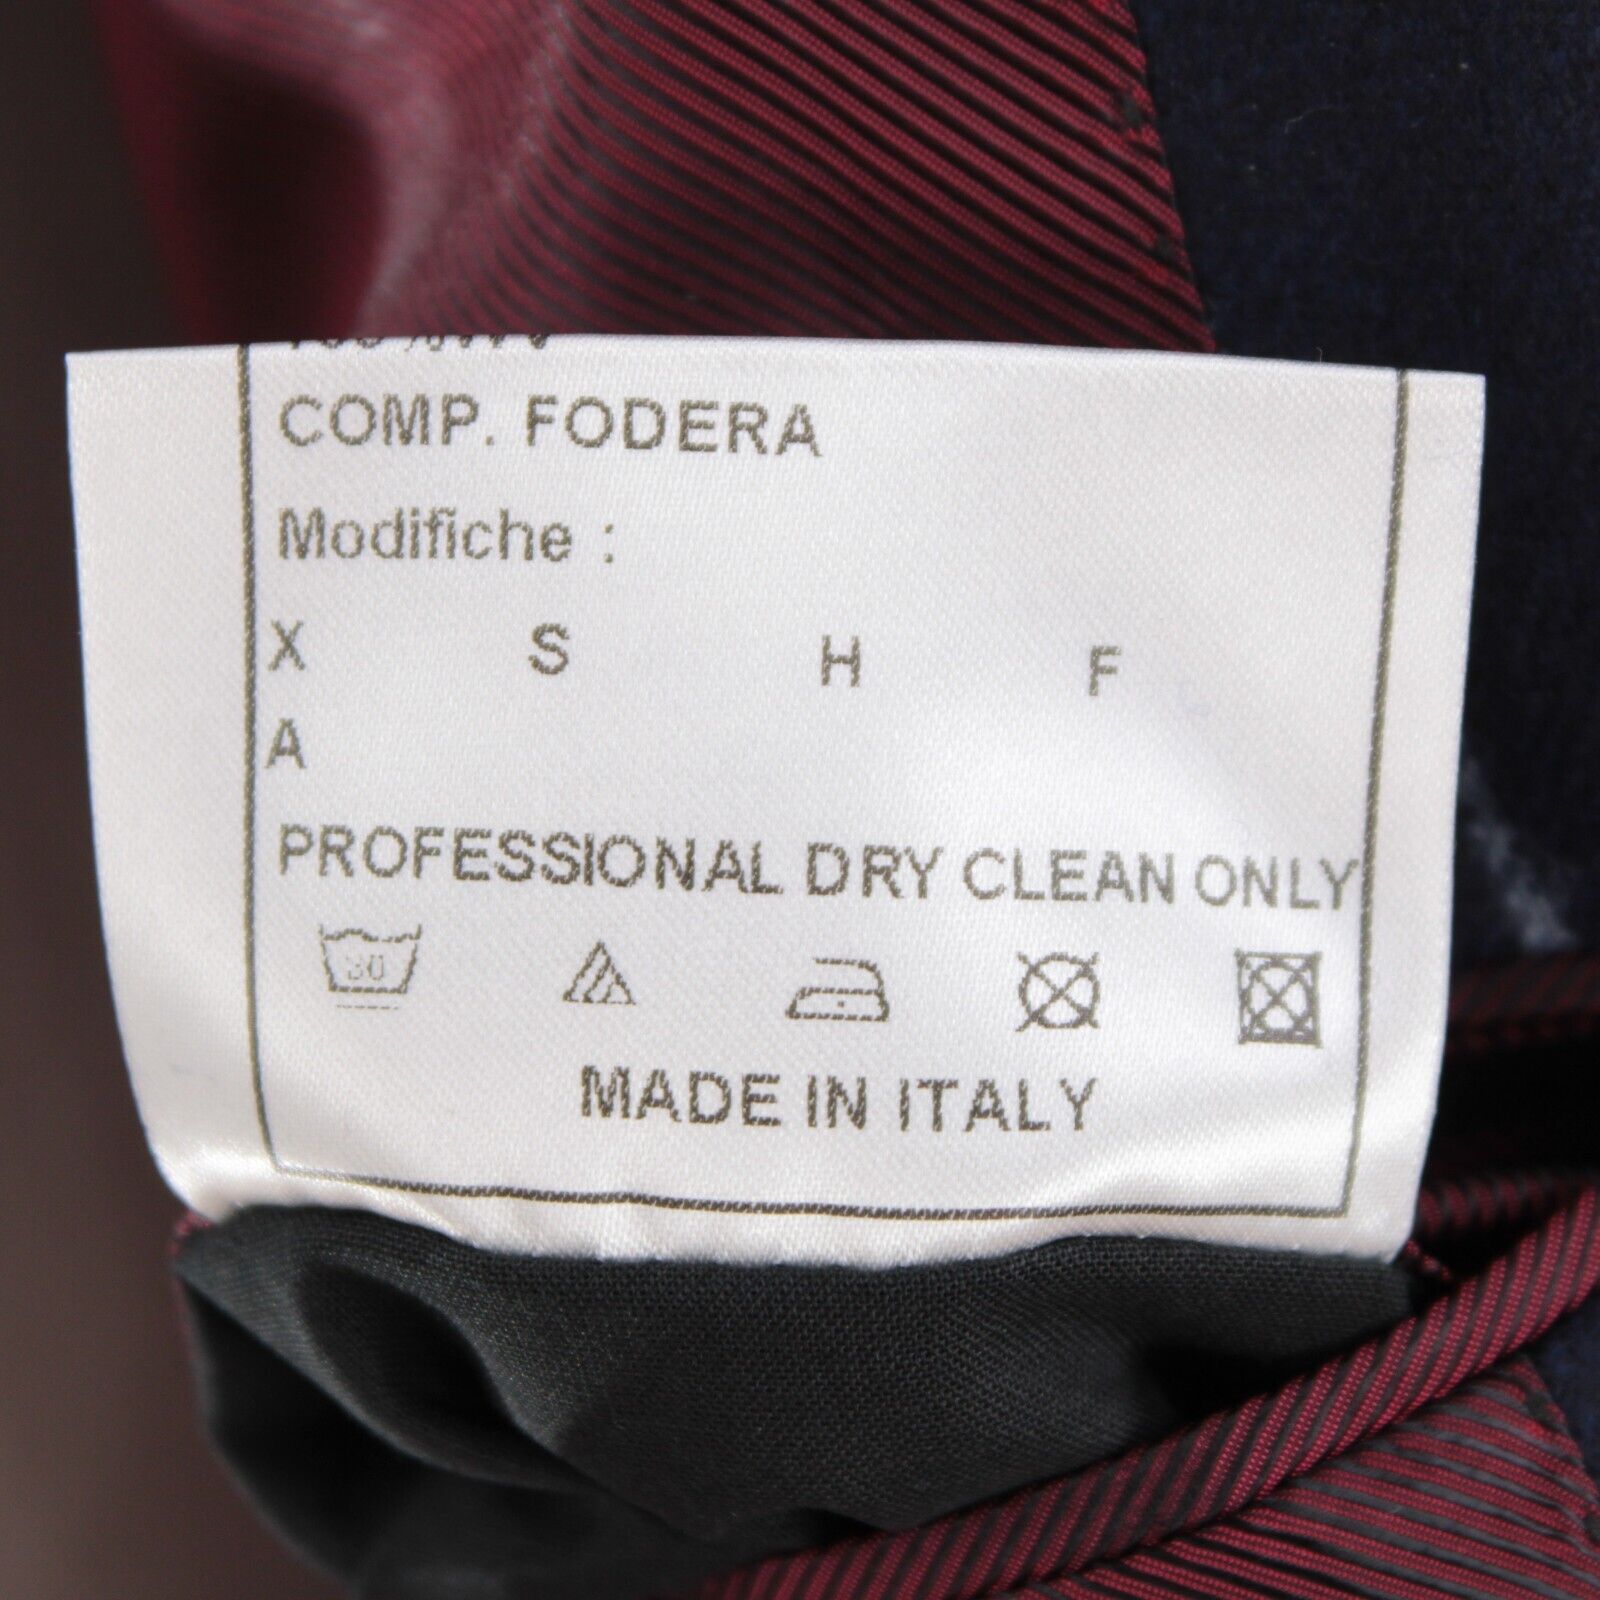 COMP. FODERA
Modifiche :
X S H F
A
PROFESSIONAL DRY CLEAN ONLY
30
MADE IN ITALY